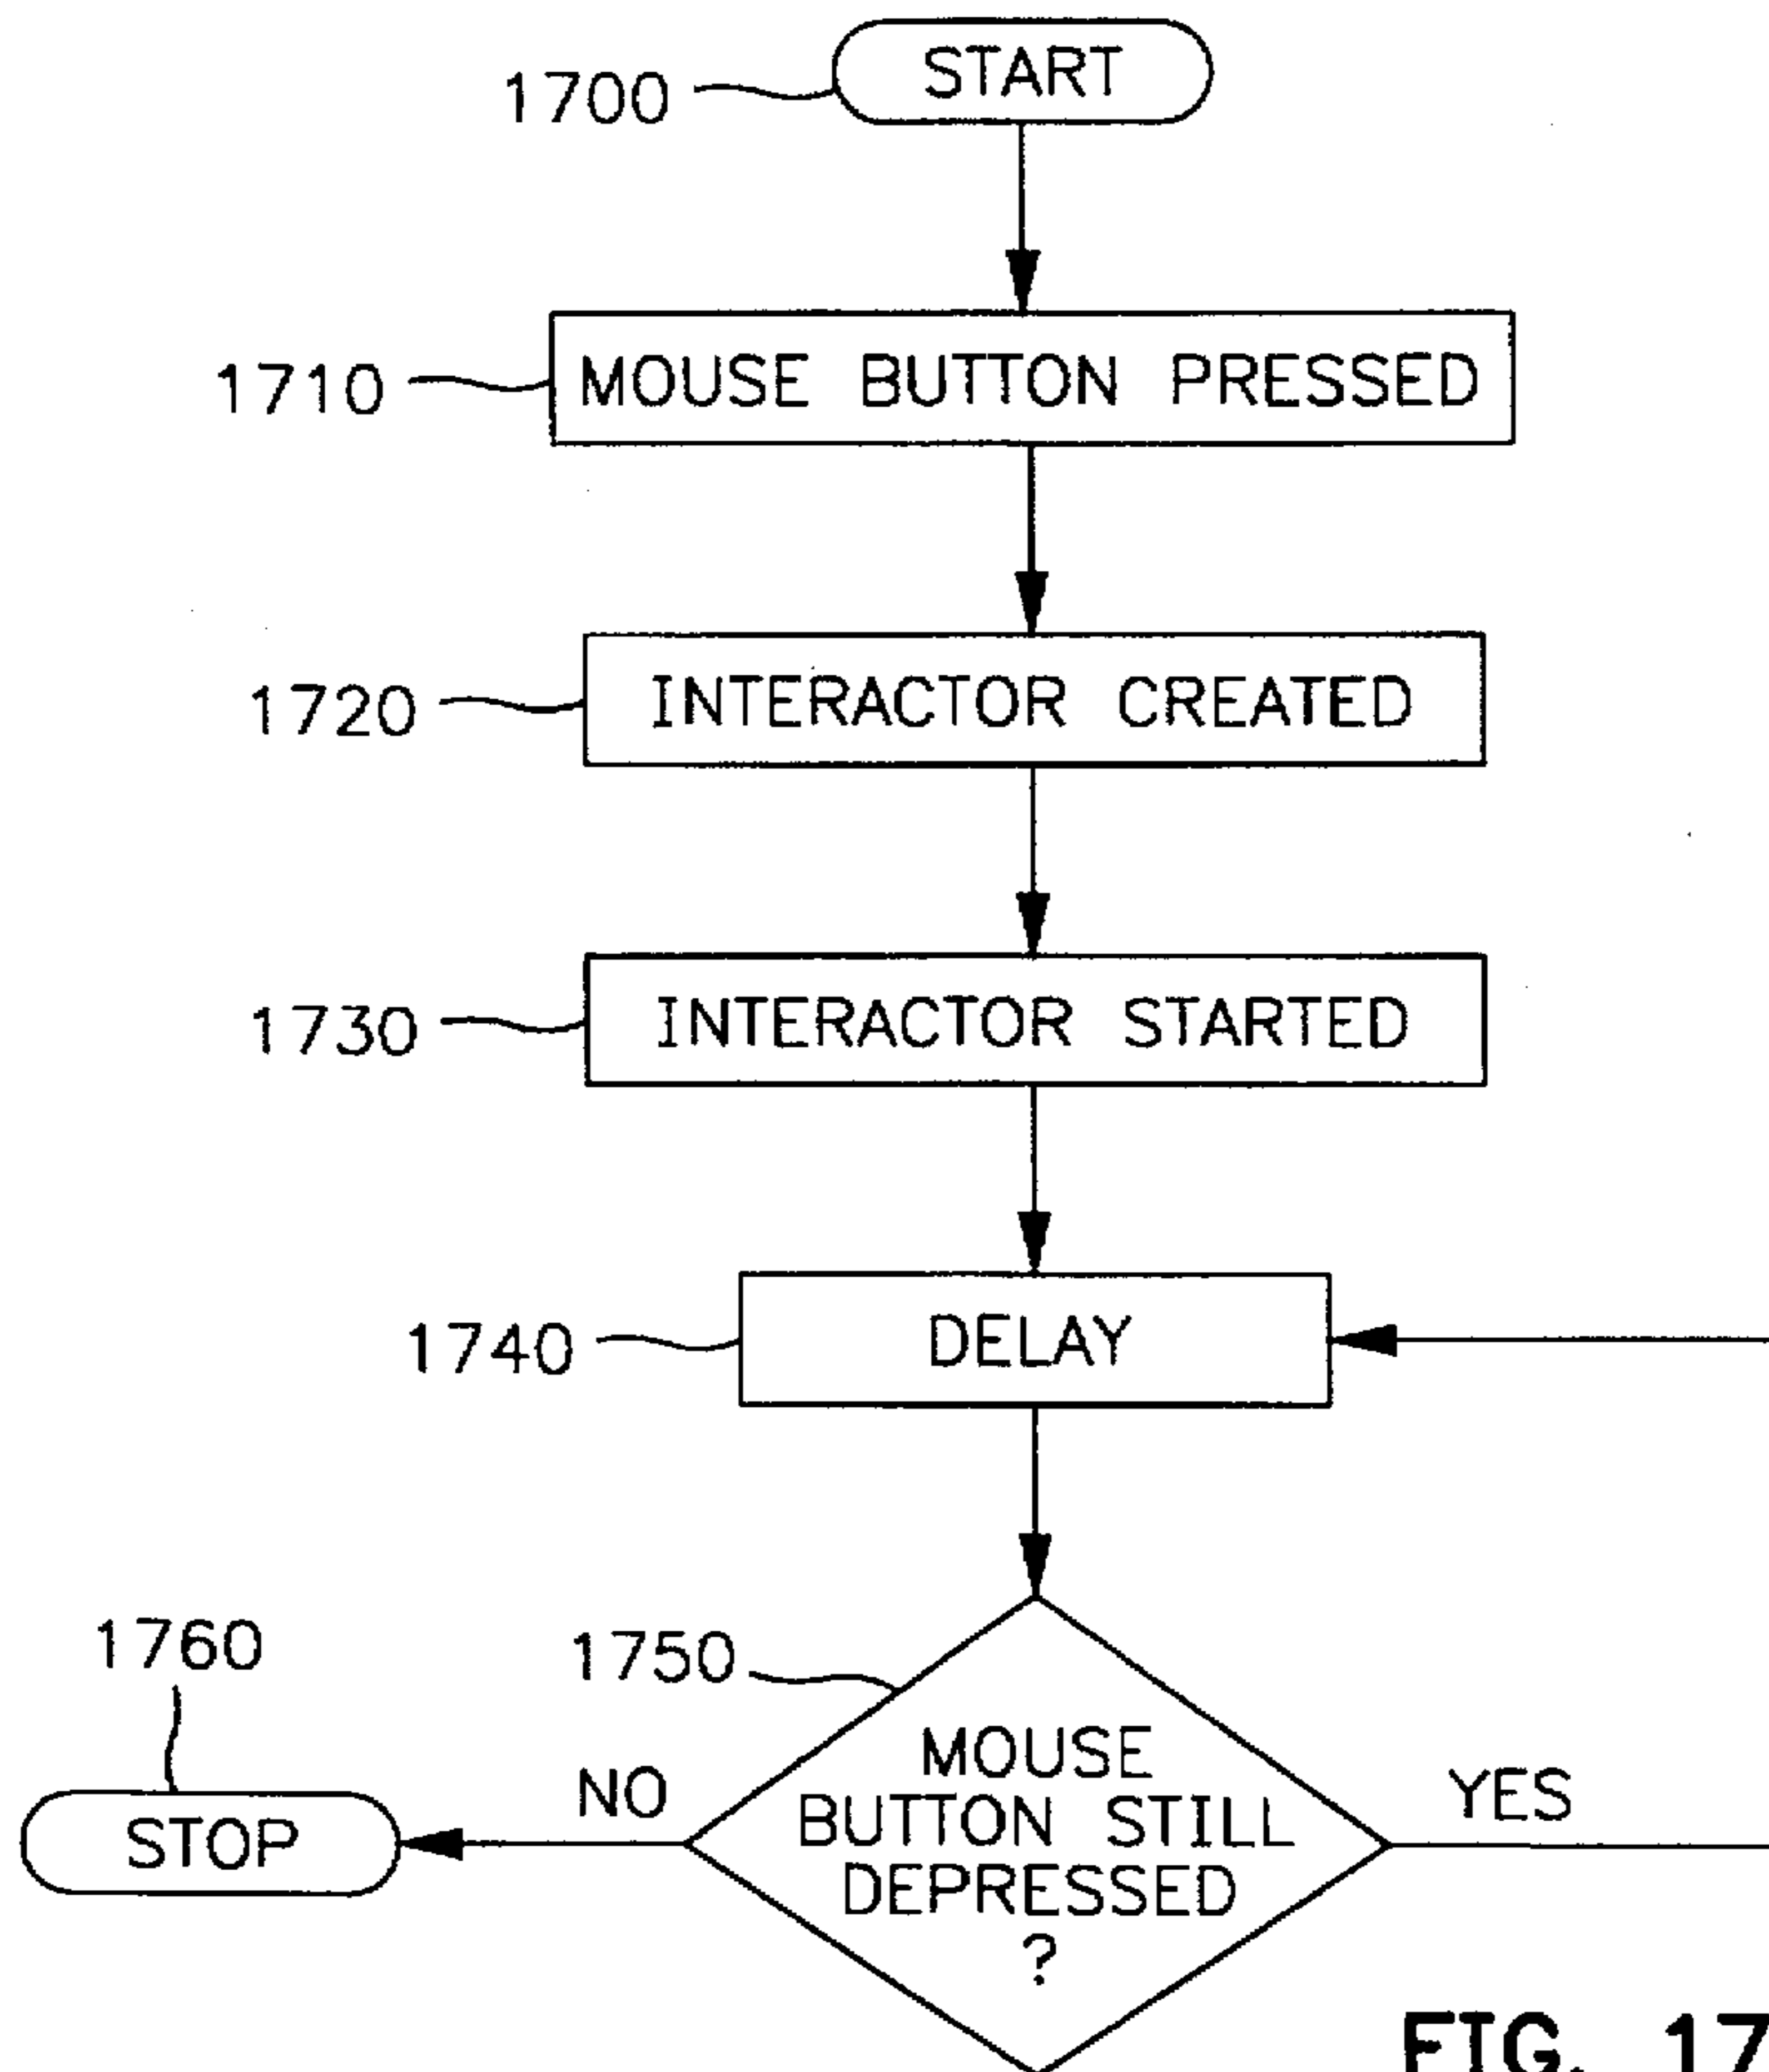 START
1700
1710
MOUSE BUTTON PRESSED
1720
INTERACTOR CREATED
1730
INTERACTOR STARTED
1740
DELAY
1760
1750
MOUSE
BUTTON STILL
DEPRESSED
?
NO
YES
STOP
FIG. 17